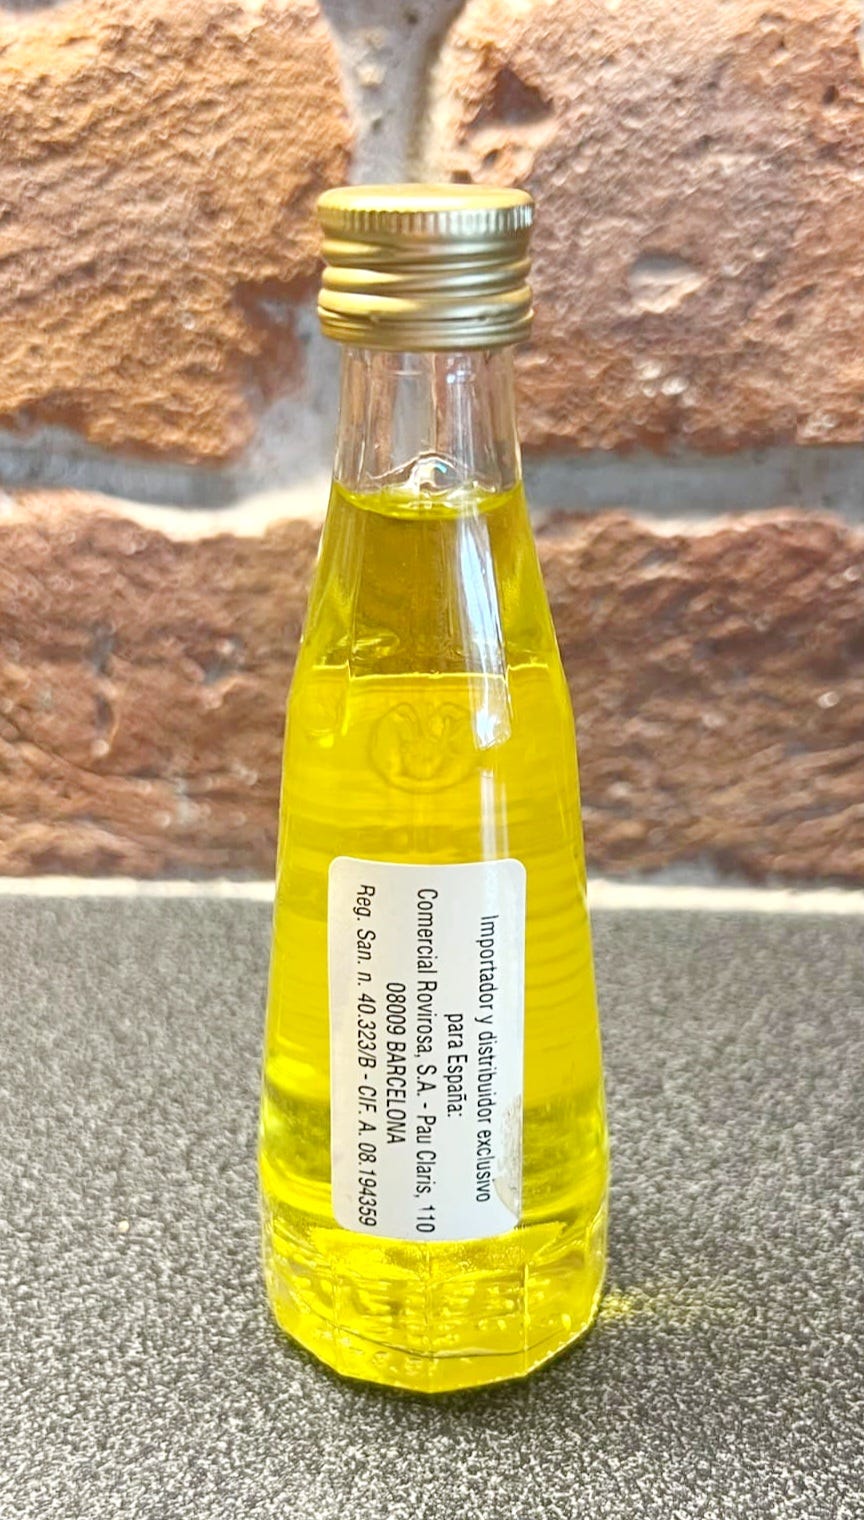 Importador y distribuidor exclusivo
para España:
Comercial Rovirosa, S.A. - Pau Claris, 110
08009 BARCELONA
Reg. San. n. 40.323/B - CIF. A. 08.194359